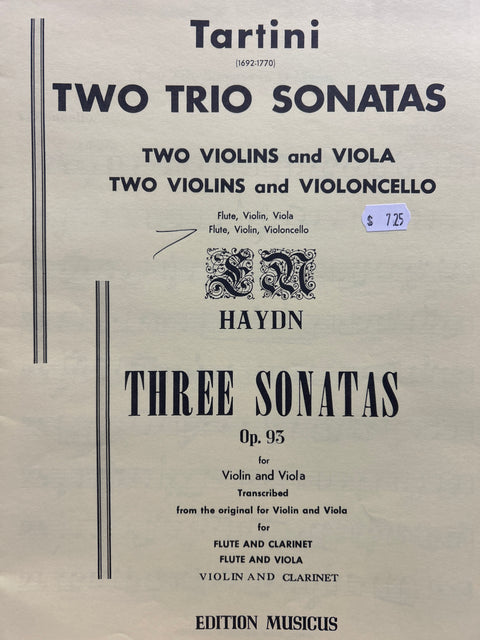 Tartini
(1692-1770)
TWO TRIO SONATAS
TWO VIOLINS and VIOLA
TWO VIOLINS and VIOLONCELLO
Flute, Violin, Viola
Flute, Violin, Violoncello
$ 7.25
E M
HAYDN
THREE SONATAS
Op. 93
for
Violin and Viola
Transcribed
from the original for Violin and Viola
for
FLUTE AND CLARINET
FLUTE AND VIOLA
VIOLIN AND CLARINET
EDITION MUSICUS